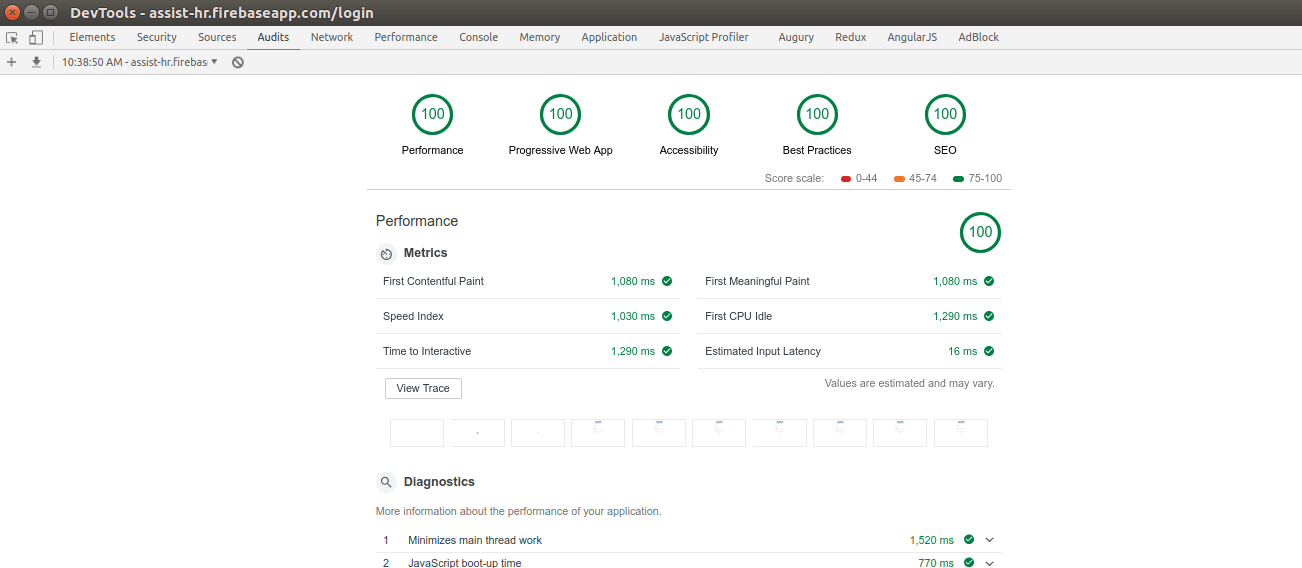 DevTools - assist-hr.firebaseapp.com/login
Elements Security Sources Audits Network Performance Console Memory Application JavaScript Profiler Augury Redux AngularJS AdBlock
10:38:50 AM - assist-hr.firebas
100 100 100 100 100
Performance Progressive Web App Accessibility Best Practices SEO
Score scale: 0-44 45-74 75-100
Performance 100
Metrics
First Contentful Paint 1,080 ms First Meaningful Paint 1,080 ms
Speed Index 1,030 ms First CPU Idle 1,290 ms
Time to Interactive 1,290 ms Estimated Input Latency 16 ms
View Trace Values are estimated and may vary.
Diagnostics
More information about the performance of your application.
1 Minimizes main thread work 1,520 ms
2 JavaScript boot-up time 770 ms